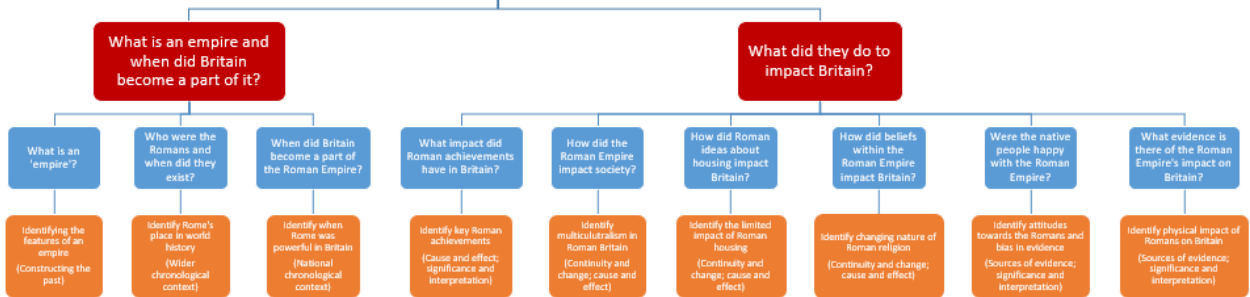 What is an empire and
when did Britain
become a part of it?
What did they do to
impact Britain?
What is an
'empire'?
Who were the
Romans and
when did they
exist?
When did Britain
become a part of
the Roman Empire?
What impact did
Roman achievements
have in Britain?
How did the
Roman Empire
impact society?
How did Roman
ideas about
housing impact
Britain?
How did beliefs
within the
Roman Empire
impact Britain?
Were the native
people happy
with the Roman
Empire?
What evidence is
there of the Roman
Empire's impact on
Britain?
Identifying the
features of an
empire
(Constructing the
past)
Identify Rome's
place in world
history
(Wider
chronological
context)
Identify when
Rome was
powerful in Britain
(National
chronological
context)
Identify key Roman
achievements
(Cause and effect;
significance and
interpretation)
Identify
multiculutralism in
Roman Britain
(Continuity and
change; cause and
effect)
Identify the limited
impact of Roman
housing
(Continuity and
change; cause and
effect)
Identify changing nature of
Roman religion
(Continuity and change;
cause and effect)
Identify attitudes
towards the Romans and
bias in evidence
(Sources of evidence;
significance and
interpretation)
Identify physical impact of
Romans on Britain
(Sources of evidence;
significance and
interpretation)